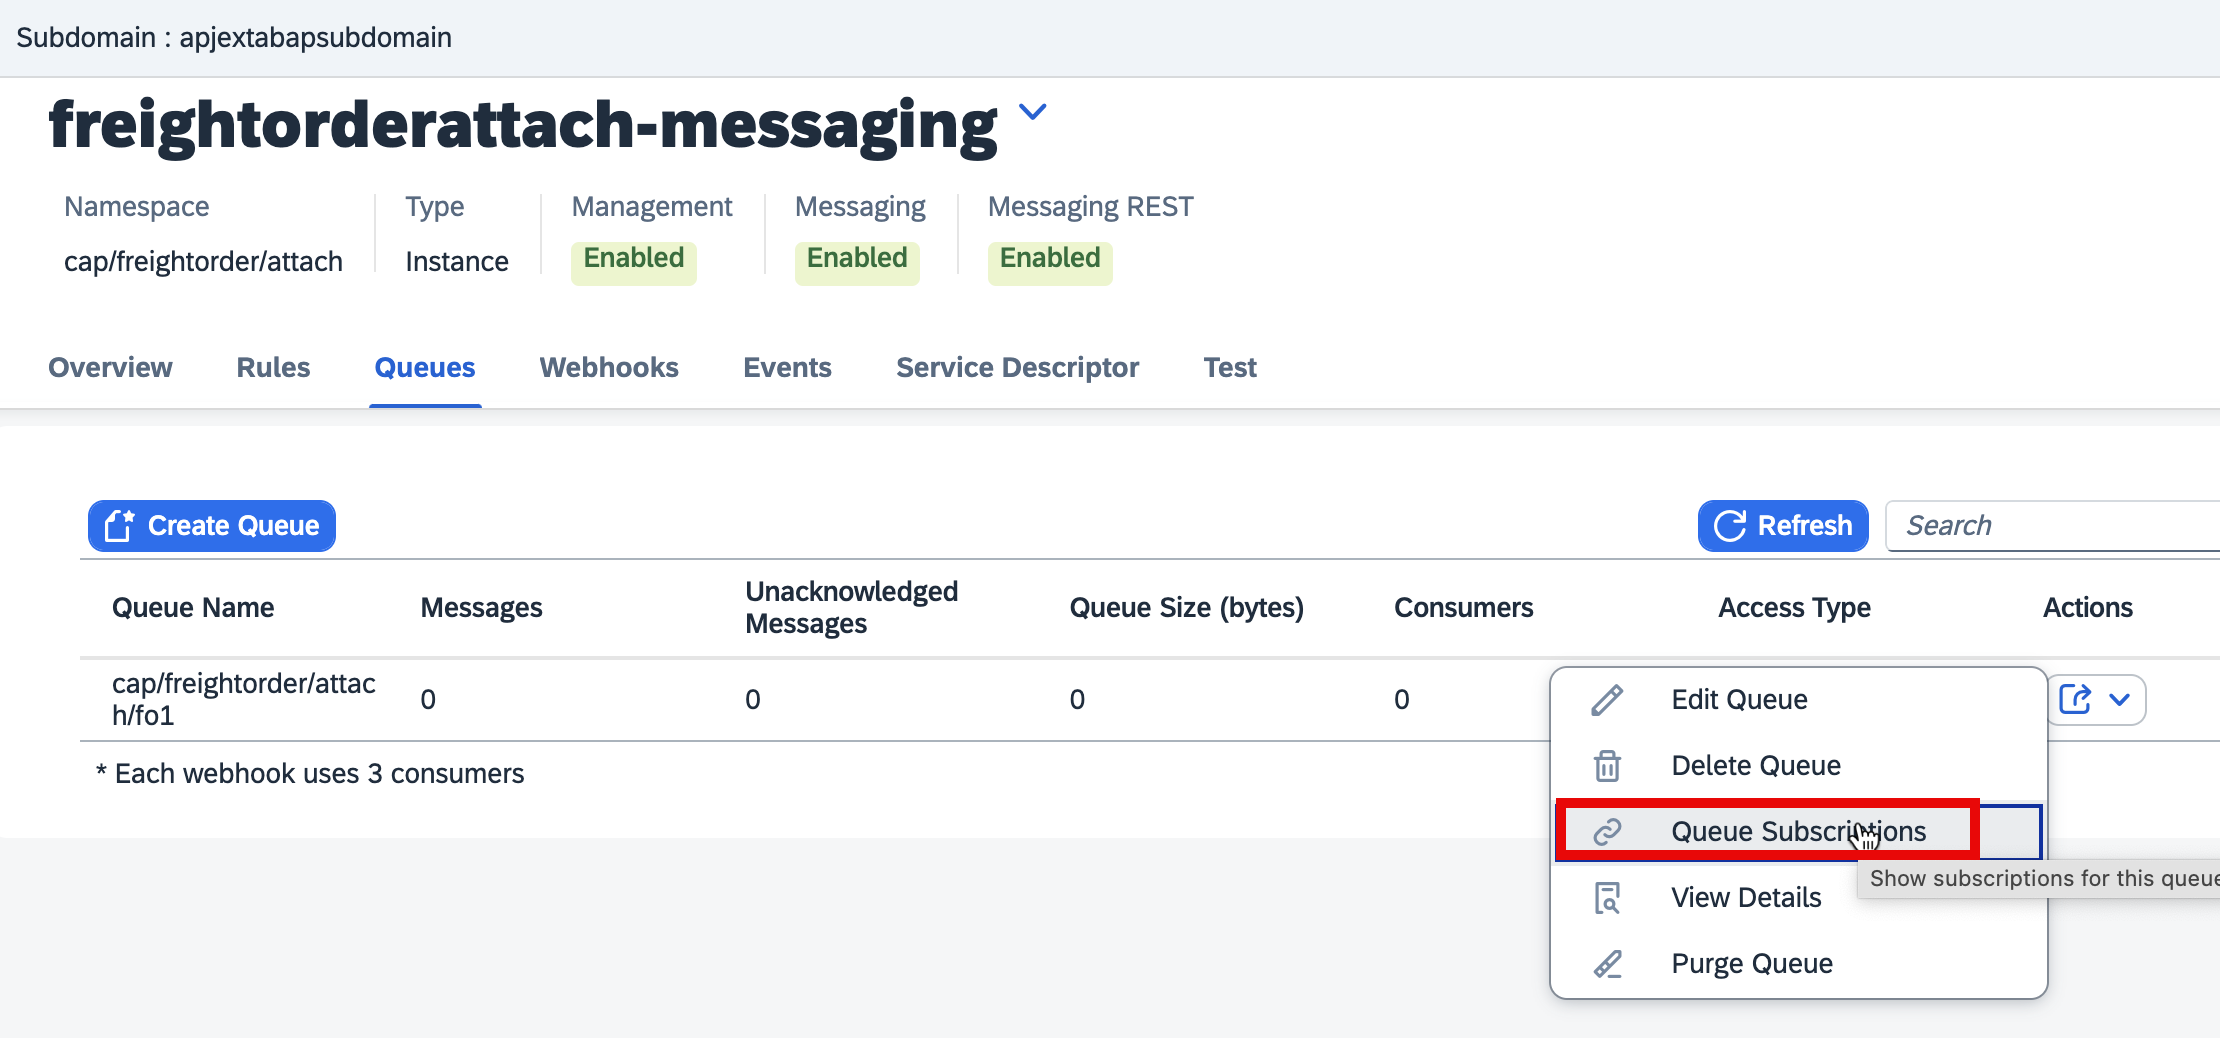 Subdomain : apjextabapsubdomain
freightorderattach-messaging
Namespace
Type
Management
Messaging
Messaging REST
cap/freightorder/attach
Instance
Enabled
Enabled
Enabled
Overview
Rules
Queues
Webhooks
Events
Service Descriptor
Test
Create Queue
Refresh
Search
Queue Name
Messages
Unacknowledged
Messages
Queue Size (bytes)
Consumers
Access Type
Actions
cap/freightorder/attac
h/fo1
0
0
0
0
* Each webhook uses 3 consumers
Edit Queue
Delete Queue
Queue Subscriptions
Show subscriptions for this queue
View Details
Purge Queue